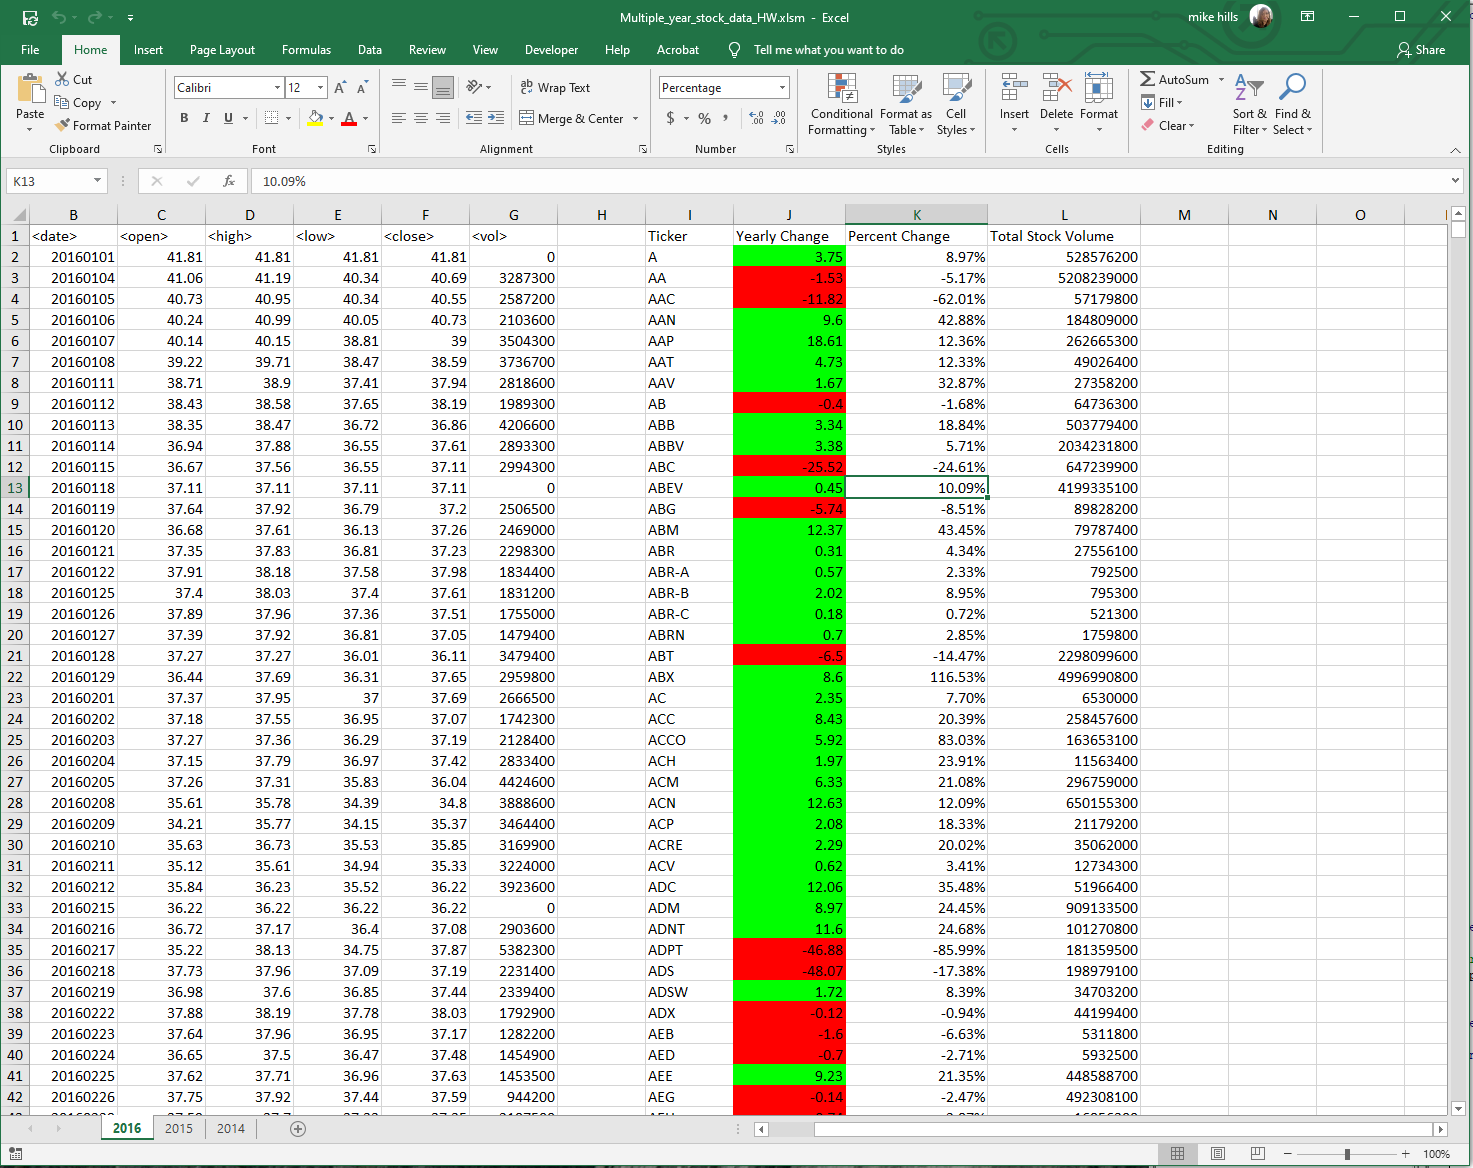 Multiple_year_stock_data_HW.xlsm - Excel
mike hills
File Home Insert Page Layout Formulas Data Review View Developer Help Acrobat Tell me what you want to do Share
Paste
Cut
Copy
Format Painter
Clipboard
Calibri 12
B I U
Font
Wrap Text
Merge & Center
Alignment
Percentage
$ % ,
Number
Conditional Formatting
Format as Table
Cell Styles
Styles
Insert Delete Format
Cells
AutoSum
Fill
Clear
Sort & Filter
Find & Select
Editing
K13 fx 10.09%
B C D E F G H I J K L M N O
1 <date> <open> <high> <low> <close> <vol> Ticker Yearly Change Percent Change Total Stock Volume
2 20160101 41.81 41.81 41.81 41.81 0 A 3.75 8.97% 528576200
3 20160104 41.06 41.19 40.34 40.69 3287300 AA -1.53 -5.17% 5208239000
4 20160105 40.73 40.95 40.34 40.55 2587200 AAC -11.82 -62.01% 57179800
5 20160106 40.24 40.99 40.05 40.73 2103600 AAN 9.6 42.88% 184809000
6 20160107 40.14 40.15 38.81 39 3504300 AAP 18.61 12.36% 262665300
7 20160108 39.22 39.71 38.47 38.59 3736700 AAT 4.73 12.33% 49026400
8 20160111 38.71 38.9 37.41 37.94 2818600 AAV 1.67 32.87% 27358200
9 20160112 38.43 38.58 37.65 38.19 1989300 AB -0.4 -1.68% 64736300
10 20160113 38.35 38.47 36.72 36.86 4206600 ABB 3.34 18.84% 503779400
11 20160114 36.94 37.88 36.55 37.61 2893300 ABBV 3.38 5.71% 2034231800
12 20160115 36.67 37.56 36.55 37.11 2994300 ABC -25.52 -24.61% 647239900
13 20160118 37.11 37.11 37.11 37.11 0 ABEV 0.45 10.09% 4199335100
14 20160119 37.64 37.92 36.79 37.2 2506500 ABG -5.74 -8.51% 89828200
15 20160120 36.68 37.61 36.13 37.26 2469000 ABM 12.37 43.45% 79787400
16 20160121 37.35 37.83 36.81 37.23 2298300 ABR 0.31 4.34% 27556100
17 20160122 37.91 38.18 37.58 37.98 1834400 ABR-A 0.57 2.33% 792500
18 20160125 37.4 38.03 37.4 37.61 1831200 ABR-B 2.02 8.95% 795300
19 20160126 37.89 37.96 37.36 37.51 1755000 ABR-C 0.18 0.72% 521300
20 20160127 37.39 37.92 36.81 37.05 1479400 ABRN 0.7 2.85% 1759800
21 20160128 37.27 37.27 36.01 36.11 3479400 ABT -6.5 -14.47% 2298099600
22 20160129 36.44 37.69 36.31 37.65 2959800 ABX 8.6 116.53% 4996990800
23 20160201 37.37 37.95 37 37.69 2666500 AC 2.35 7.70% 6530000
24 20160202 37.18 37.55 36.95 37.07 1742300 ACC 8.43 20.39% 258457600
25 20160203 37.27 37.36 36.29 37.19 2128400 ACCO 5.92 83.03% 163653100
26 20160204 37.15 37.79 36.97 37.42 2833400 ACH 1.97 23.91% 11563400
27 20160205 37.26 37.31 35.83 36.04 4424600 ACM 6.33 21.08% 296759000
28 20160208 35.61 35.78 34.39 34.8 3888600 ACN 12.63 12.09% 650155300
29 20160209 34.21 35.77 34.15 35.37 3464400 ACP 2.08 18.33% 21179200
30 20160210 35.63 36.73 35.53 35.85 3169900 ACRE 2.29 20.02% 35062000
31 20160211 35.12 35.61 34.94 35.33 3224000 ACV 0.62 3.41% 12734300
32 20160212 35.84 36.23 35.52 36.22 3923600 ADC 12.06 35.48% 51966400
33 20160215 36.22 36.22 36.22 36.22 0 ADM 8.97 24.45% 909133500
34 20160216 36.72 37.17 36.4 37.08 2903600 ADNT 11.6 24.68% 101270800
35 20160217 35.22 38.13 34.75 37.87 5382300 ADPT -46.88 -85.99% 181359500
36 20160218 37.73 37.96 37.09 37.19 2231400 ADS -48.07 -17.38% 198979100
37 20160219 36.98 37.6 36.85 37.44 2339400 ADSW 1.72 8.39% 34703200
38 20160222 37.88 38.19 37.78 38.03 1792900 ADX -0.12 -0.94% 44199400
39 20160223 37.64 37.96 36.95 37.17 1282200 AEB -1.6 -6.63% 5311800
40 20160224 36.65 37.5 36.47 37.48 1454900 AED -0.7 -2.71% 5932500
41 20160225 37.62 37.71 36.96 37.63 1453500 AEE 9.23 21.35% 448588700
42 20160226 37.75 37.92 37.44 37.59 944200 AEG -0.14 -2.47% 492308100
2016 2015 2014
100%